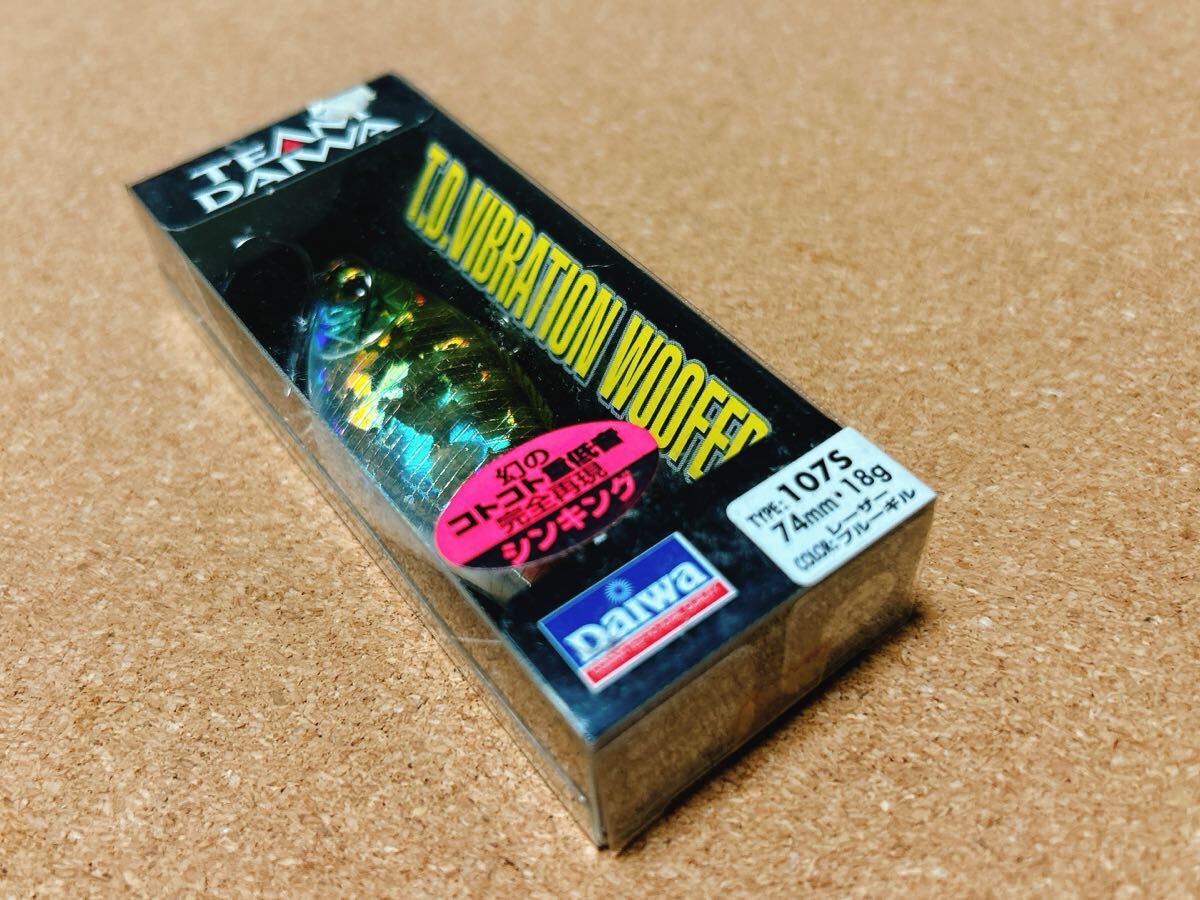 TEAM
DAIWA
T.D.VIBRATION WOOFER
幻の
コトコト重低音
完全再現
シンキング
TYPE: 107S
74mm・18g
COLOR: レーザー
ブルーギル
Daiwa